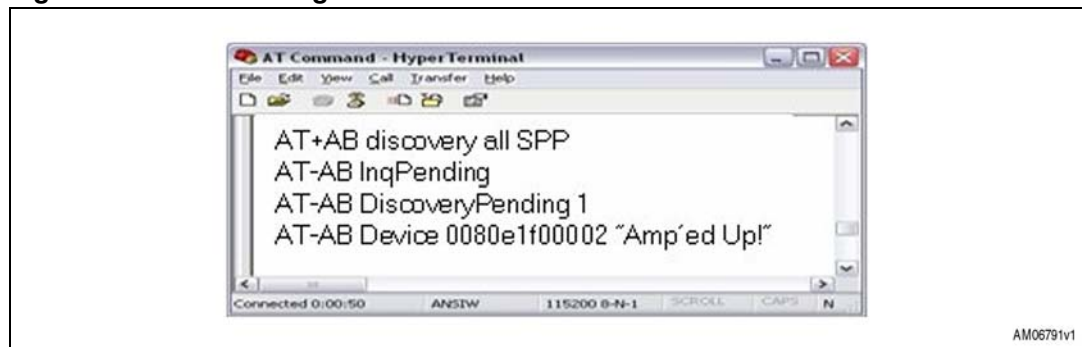 AT Command - HyperTerminal
File Edit View Call Transfer Help
AT+AB discovery all SPP
AT-AB InqPending
AT-AB DiscoveryPending 1
AT-AB Device 0080e1f00002 "Amp'ed Up!"
Connected 0:00:50 ANSIW 115200 8-N-1 SCROLL CAPS N
AM06791v1